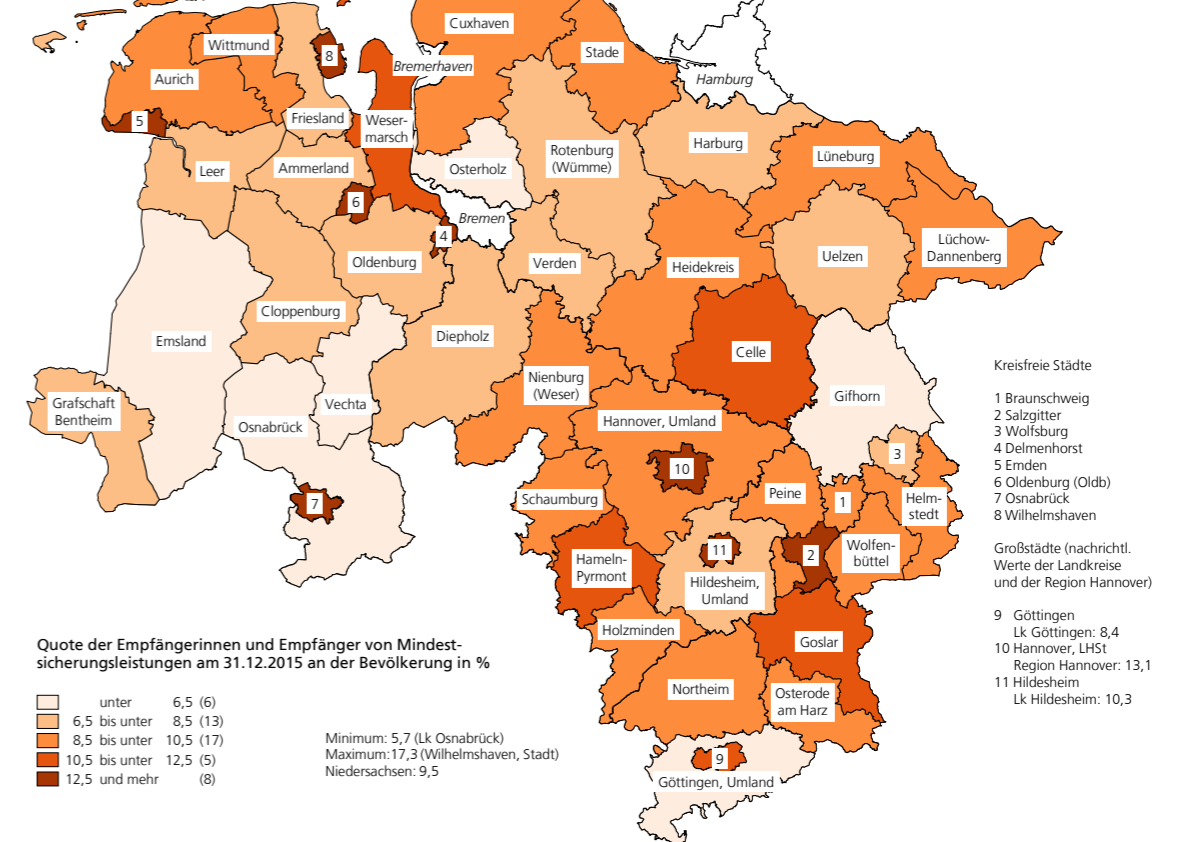 Cuxhaven
Wittmund
Stade
8
Bremerhaven
Aurich
Hamburg
5
Friesland
Weser-
marsch
Harburg
Rotenburg
(Wümme)
Lüneburg
Leer
Ammerland
Osterholz
6
Bremen
4
Lüchow-
Dannenberg
Oldenburg
Verden
Heidekreis
Uelzen
Cloppenburg
Emsland
Diepholz
Celle
Nienburg
(Weser)
Gifhorn
Grafschaft
Bentheim
Vechta
Osnabrück
Hannover, Umland
3
10
7
Schaumburg
Peine
1
Helm-
stedt
11
2
Wolfen-
büttel
Hameln-
Pyrmont
Hildesheim,
Umland
Holzminden
Goslar
Northeim
Osterode
am Harz
9
Göttingen, Umland
Kreisfreie Städte
1 Braunschweig
2 Salzgitter
3 Wolfsburg
4 Delmenhorst
5 Emden
6 Oldenburg (Oldb)
7 Osnabrück
8 Wilhelmshaven
Großstädte (nachrichtl.
Werte der Landkreise
und der Region Hannover)
9 Göttingen
Lk Göttingen: 8,4
10 Hannover, LHSt
Region Hannover: 13,1
11 Hildesheim
Lk Hildesheim: 10,3
Quote der Empfängerinnen und Empfänger von Mindest-
sicherungsleistungen am 31.12.2015 an der Bevölkerung in %
unter 6,5 (6)
6,5 bis unter 8,5 (13)
8,5 bis unter 10,5 (17)
10,5 bis unter 12,5 (5)
12,5 und mehr (8)
Minimum: 5,7 (Lk Osnabrück)
Maximum:17,3 (Wilhelmshaven, Stadt)
Niedersachsen: 9,5